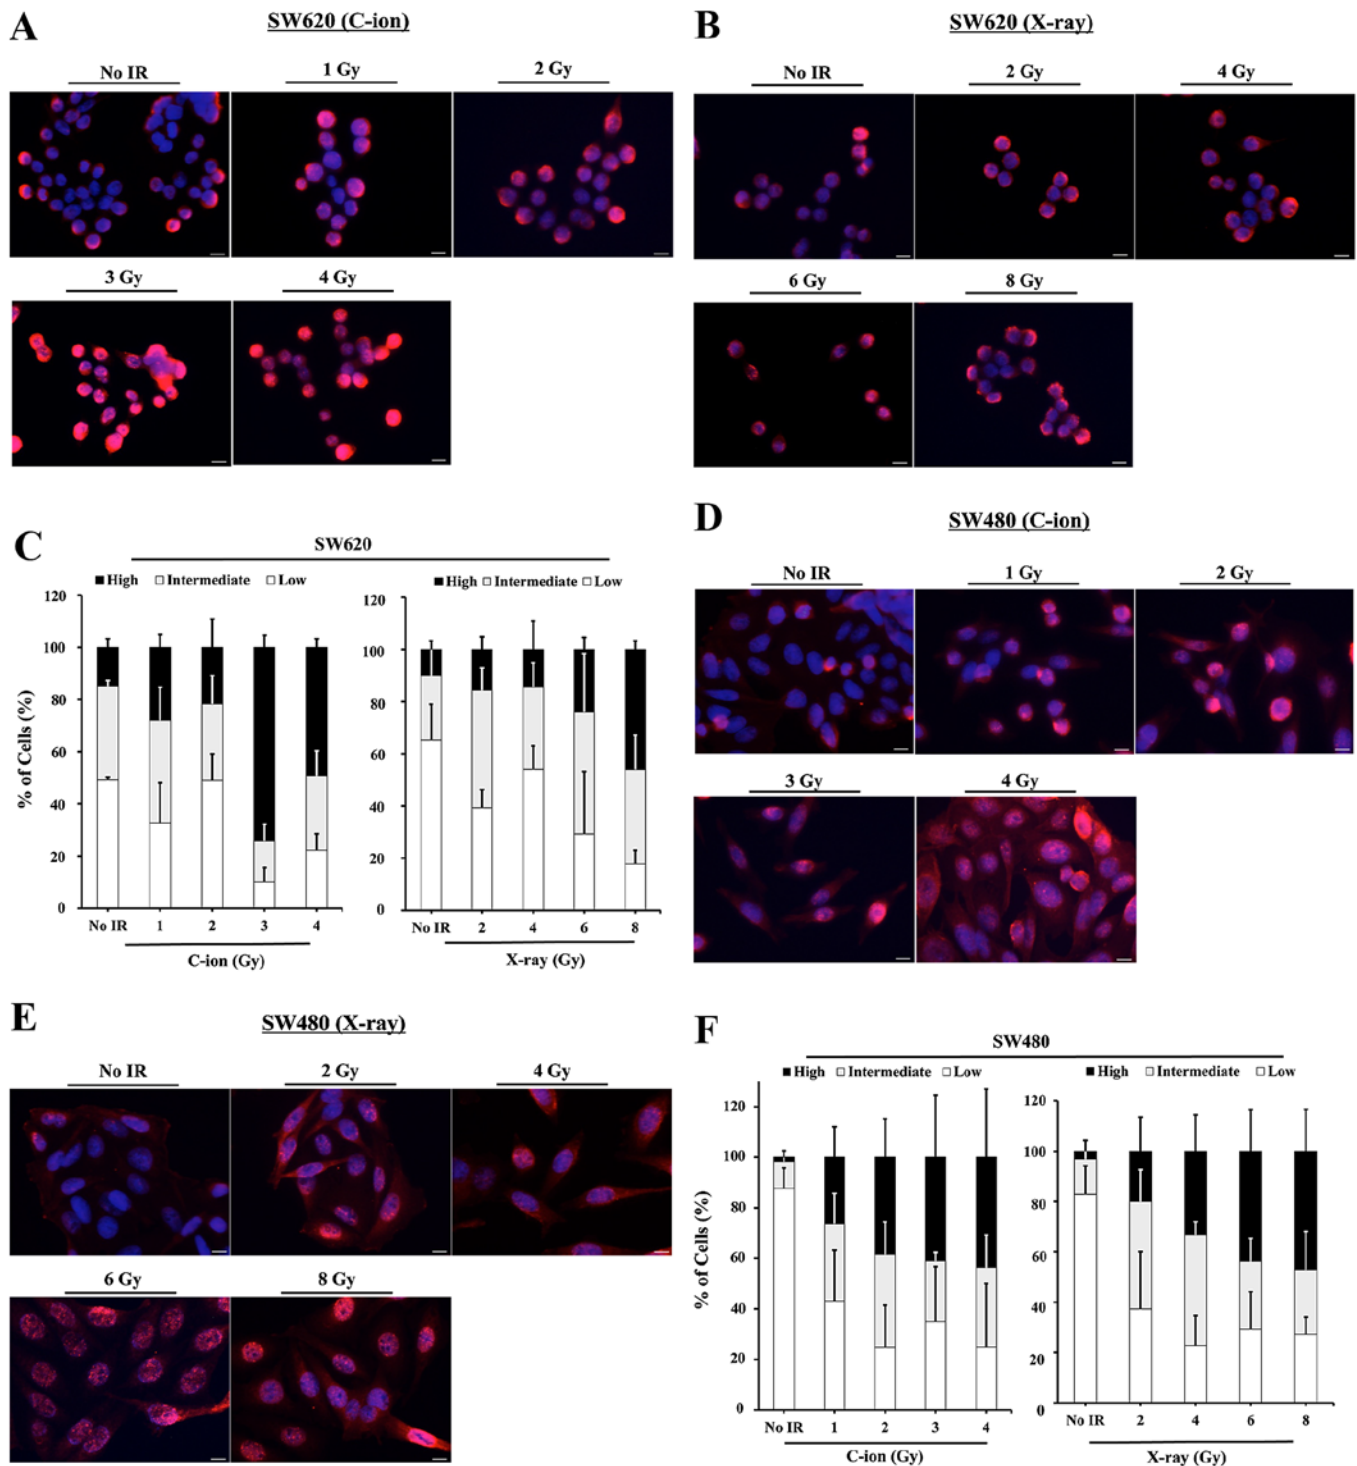 A
SW620 (C-ion)
No IR
1 Gy
2 Gy
3 Gy
4 Gy
B
SW620 (X-ray)
No IR
2 Gy
4 Gy
6 Gy
8 Gy
C
SW620
High Intermediate Low
% of Cells (%)
120
100
80
60
40
20
0
No IR 1 2 3 4
C-ion (Gy)
High Intermediate Low
120
100
80
60
40
20
0
No IR 2 4 6 8
X-ray (Gy)
D
SW480 (C-ion)
No IR
1 Gy
2 Gy
3 Gy
4 Gy
E
SW480 (X-ray)
No IR
2 Gy
4 Gy
6 Gy
8 Gy
F
SW480
High Intermediate Low
% of Cells (%)
120
100
80
60
40
20
0
No IR 1 2 3 4
C-ion (Gy)
High Intermediate Low
120
100
80
60
40
20
0
No IR 2 4 6 8
X-ray (Gy)